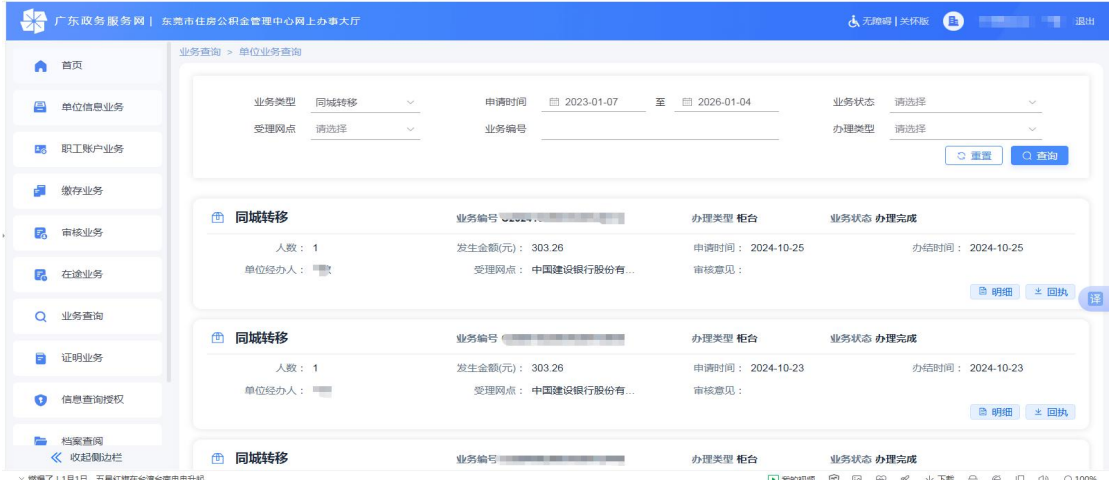 广东政务服务网 | 东莞市住房公积金管理中心网上办事大厅
无障碍 | 关怀版
退出
业务查询 > 单位业务查询
首页
单位信息业务
职工账户业务
缴存业务
审核业务
在途业务
业务查询
证明业务
信息查询授权
档案查阅
收起侧边栏
业务类型 同城转移 申请时间 2023-01-07 至 2026-01-04 业务状态 请选择
受理网点 请选择 业务编号 办理类型 请选择
重置 查询
同城转移 业务编号 办理类型 柜台 业务状态 办理完成
人数： 1 发生金额(元)： 303.26 申请时间： 2024-10-25 办结时间： 2024-10-25
单位经办人： 受理网点： 中国建设银行股份有... 审核意见：
明细 回执
译
同城转移 业务编号 办理类型 柜台 业务状态 办理完成
人数： 1 发生金额(元)： 303.26 申请时间： 2024-10-23 办结时间： 2024-10-23
单位经办人： 受理网点： 中国建设银行股份有... 审核意见：
明细 回执
同城转移 业务编号 办理类型 柜台 业务状态 办理完成
下载 100%